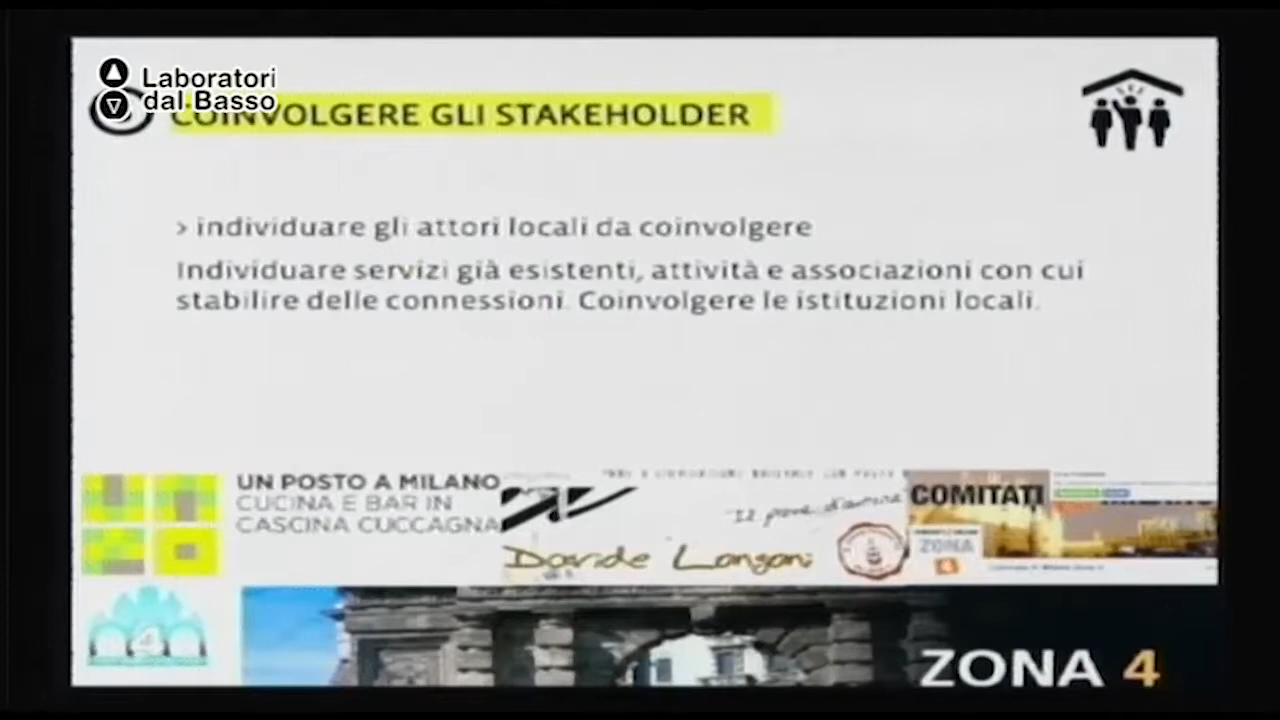 Laboratori
dal Basso
COINVOLGERE GLI STAKEHOLDER
> individuare gli attori locali da coinvolgere
Individuare servizi già esistenti, attività e associazioni con cui
stabilire delle connessioni. Coinvolgere le istituzioni locali.
UN POSTO A MILANO
CUCINA E BAR IN
CASCINA CUCCAGNA
Davide Longoni
COMITATI
ZONA
4
ZONA 4